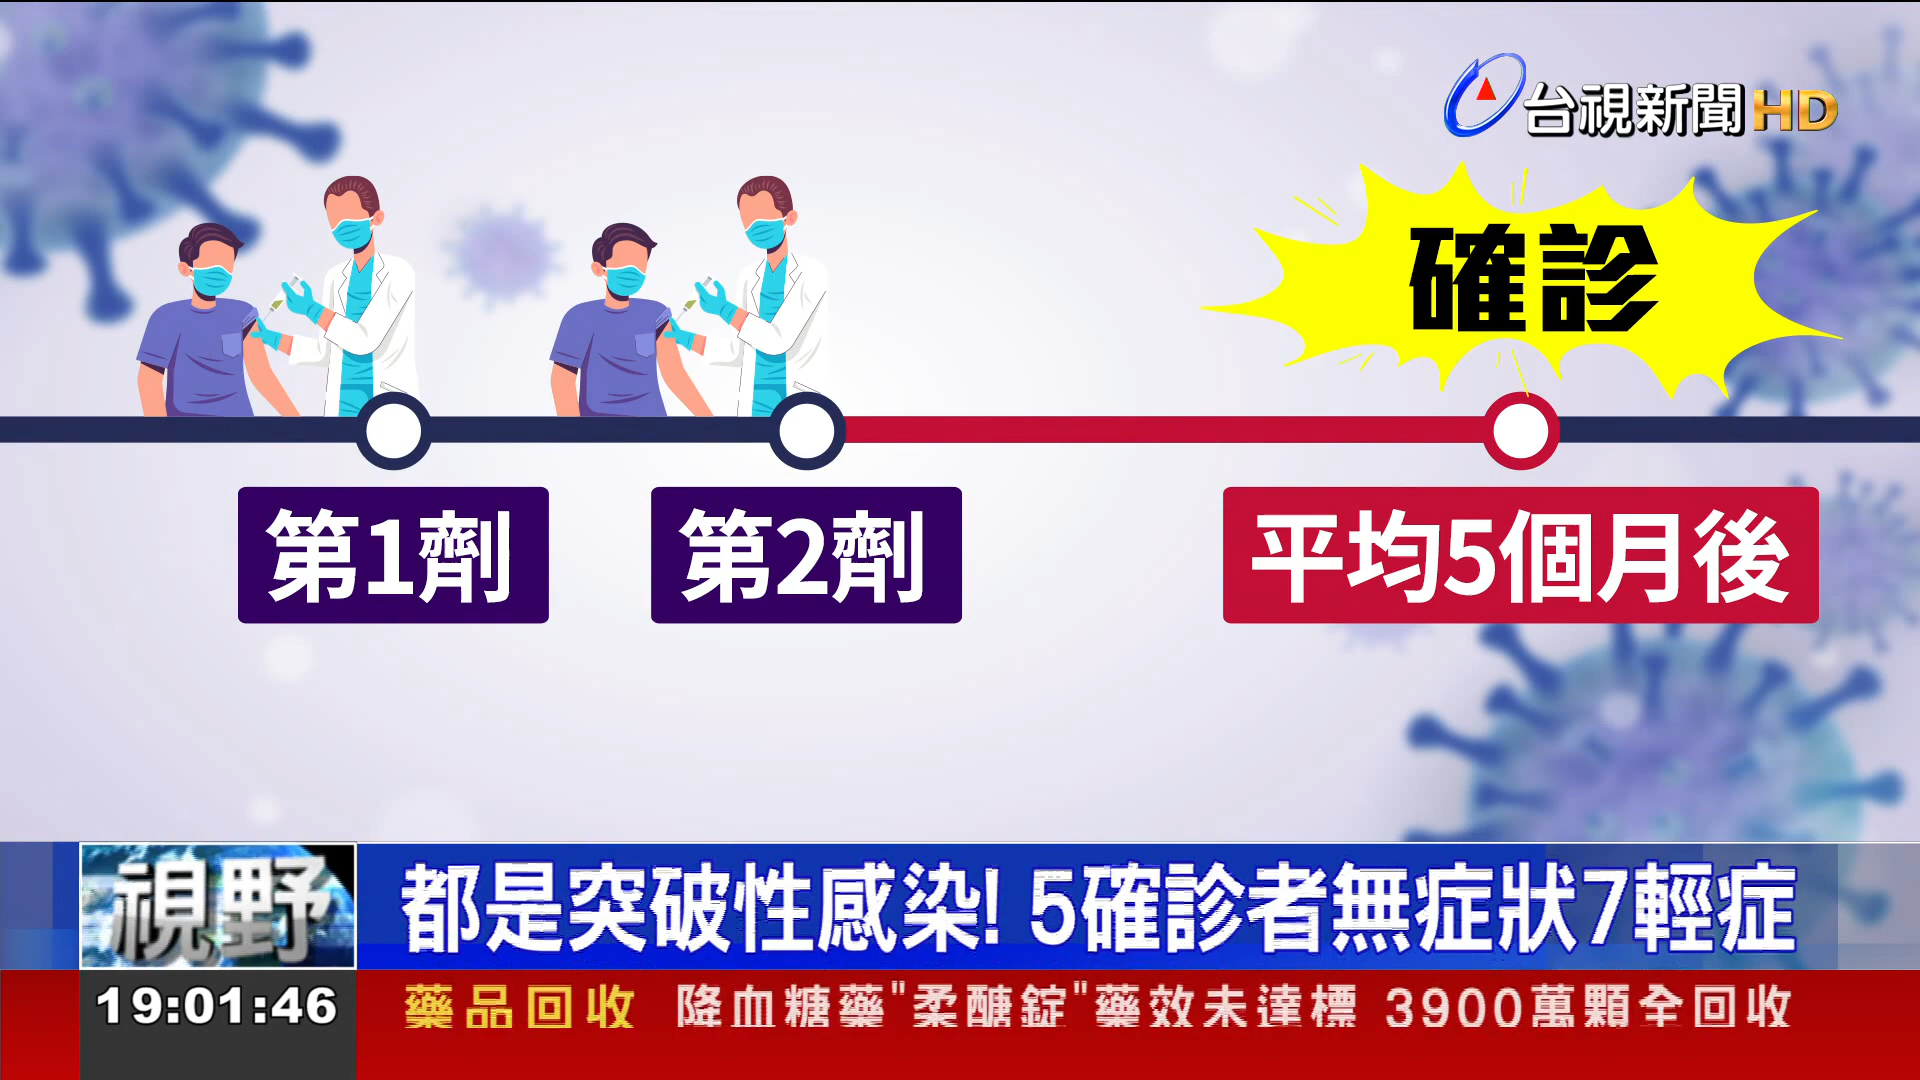 台視新聞HD
確診
第1劑
第2劑
平均5個月後
視野
都是突破性感染! 5確診者無症狀7輕症
19:01:46
藥品回收 降血糖藥"柔醣錠"藥效未達標 3900萬顆全回收